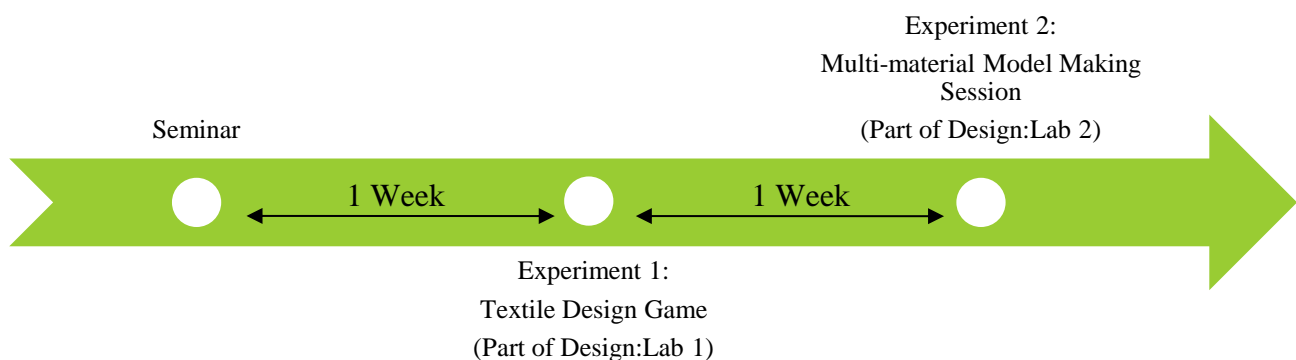 Experiment 2:
Multi-material Model Making
Session
(Part of Design:Lab 2)
Seminar
1 Week
1 Week
Experiment 1:
Textile Design Game
(Part of Design:Lab 1)